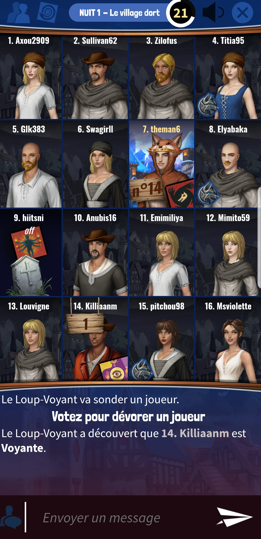 NUIT 1 – Le village dort
21
1. Axou2909
2. Sullivan62
3. Zilofus
4. Titia95
5. Glk383
6. Swagirll
7. theman6
8. Elyabaka
n°14
9. hiitsni
10. Anubis16
11. Emimiliya
12. Mimito59
off
13. Louvigne
14. Killiaanm
15. pitchou98
16. Msviolette
1
Le Loup-Voyant va sonder un joueur.
Votez pour dévorer un joueur
Le Loup-Voyant a découvert que 14. Killiaanm est
Voyante.
Envoyer un message